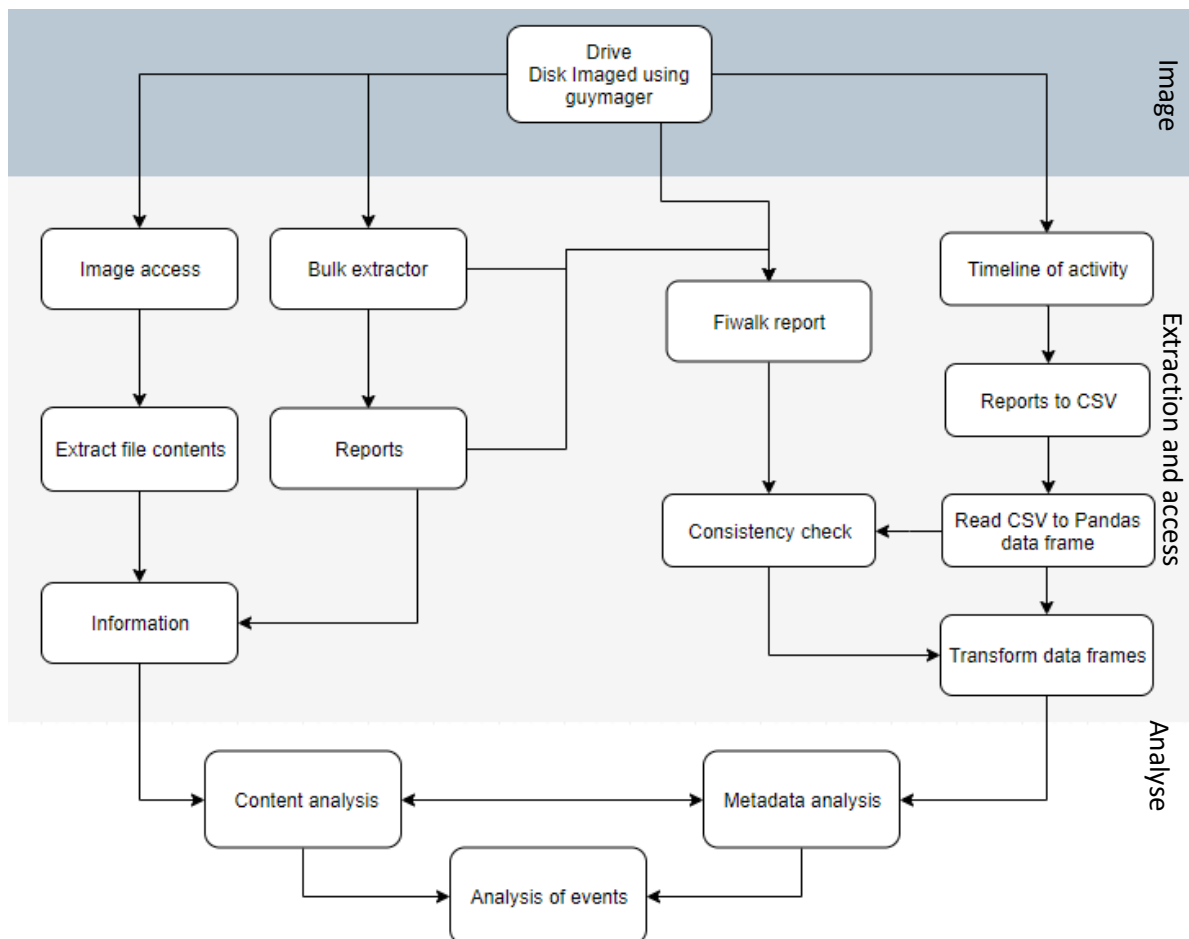 Drive
Disk Imaged using
guymager
Image
Image access
Bulk extractor
Timeline of activity
Fiwalk report
Extraction and access
Reports to CSV
Extract file contents
Reports
Consistency check
Read CSV to Pandas
data frame
Information
Transform data frames
Analyse
Content analysis
Metadata analysis
Analysis of events